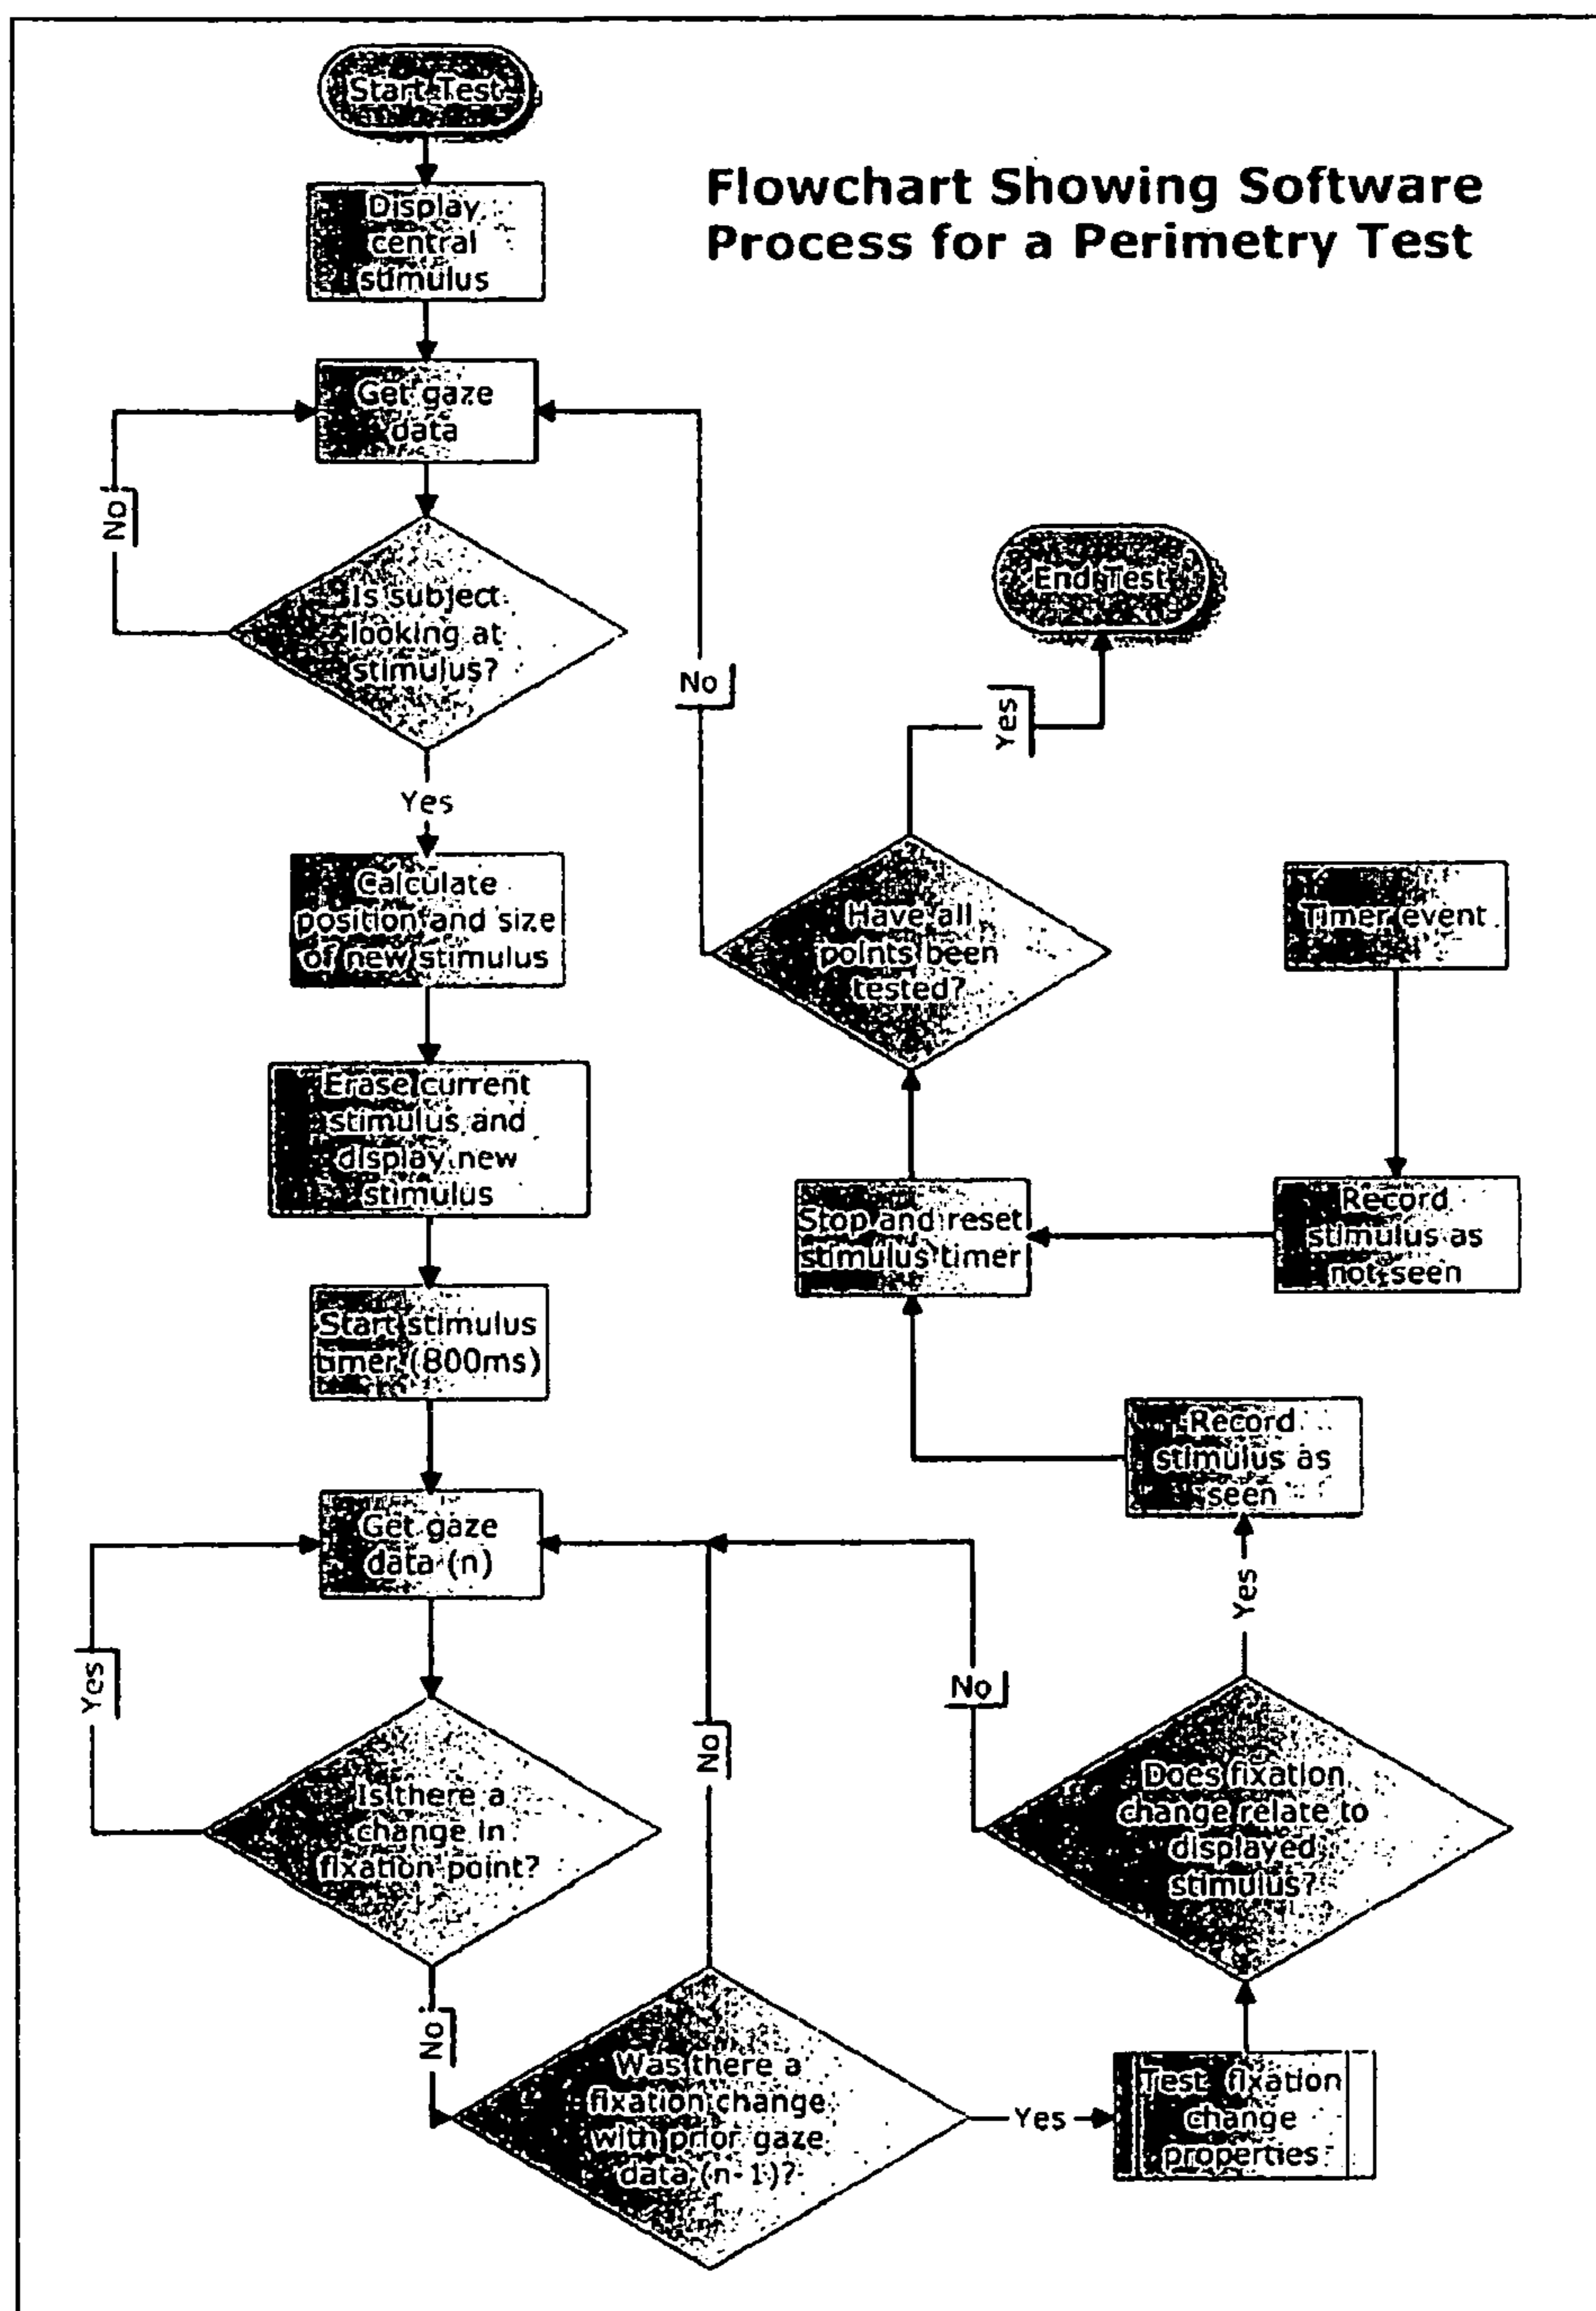 Start Test
Flowchart Showing Software
Process for a Perimetry Test
Display
central
stimulus
Get gaze
data
No
Is subject
looking at
stimulus?
No
End Test
Yes
Yes
Calculate
position and size
of new stimulus
Have all
points been
tested?
Timer event
Erase current
stimulus and
display new
stimulus
Stop and reset
stimulus timer
Record
stimulus as
not seen
Start stimulus
timer (800ms)
Record
stimulus as
seen
Get gaze
data (n)
Yes
Yes
No
No
Is there a
change in
fixation point?
Does fixation
change relate to
displayed
stimulus?
No
Was there a
fixation change
with prior gaze
data (n-1)?
Yes
Test fixation
change
properties